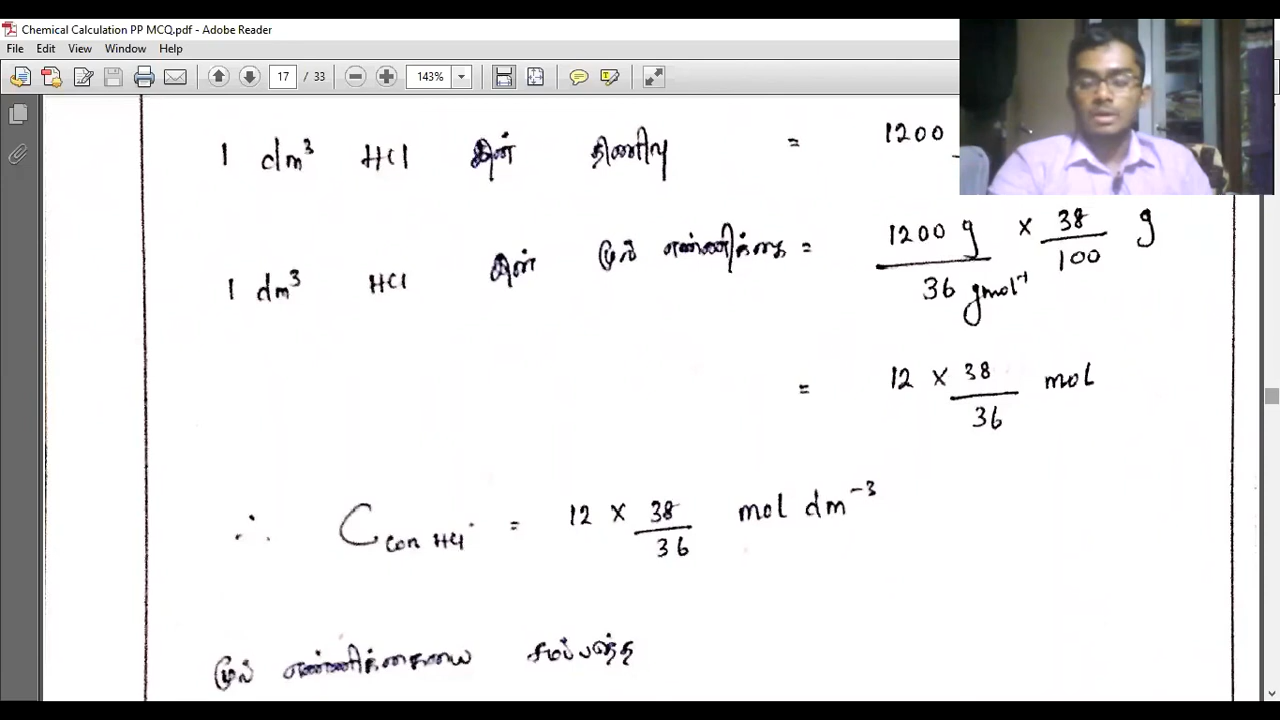 Chemical Calculation PP MCQ.pdf - Adobe Reader
File Edit View Window Help
17 / 33 143%
1 dm³ HCl இன் திணிவு = 1200
1 dm³ HCl இன் மூல் எண்ணிக்கை = 1200 g / 36 gmol⁻¹ × 38/100 g
= 12 × 38/36 mol
∴ C con HCl = 12 × 38/36 mol dm⁻³
மூல் எண்ணிக்கையை சமப்படுத்த